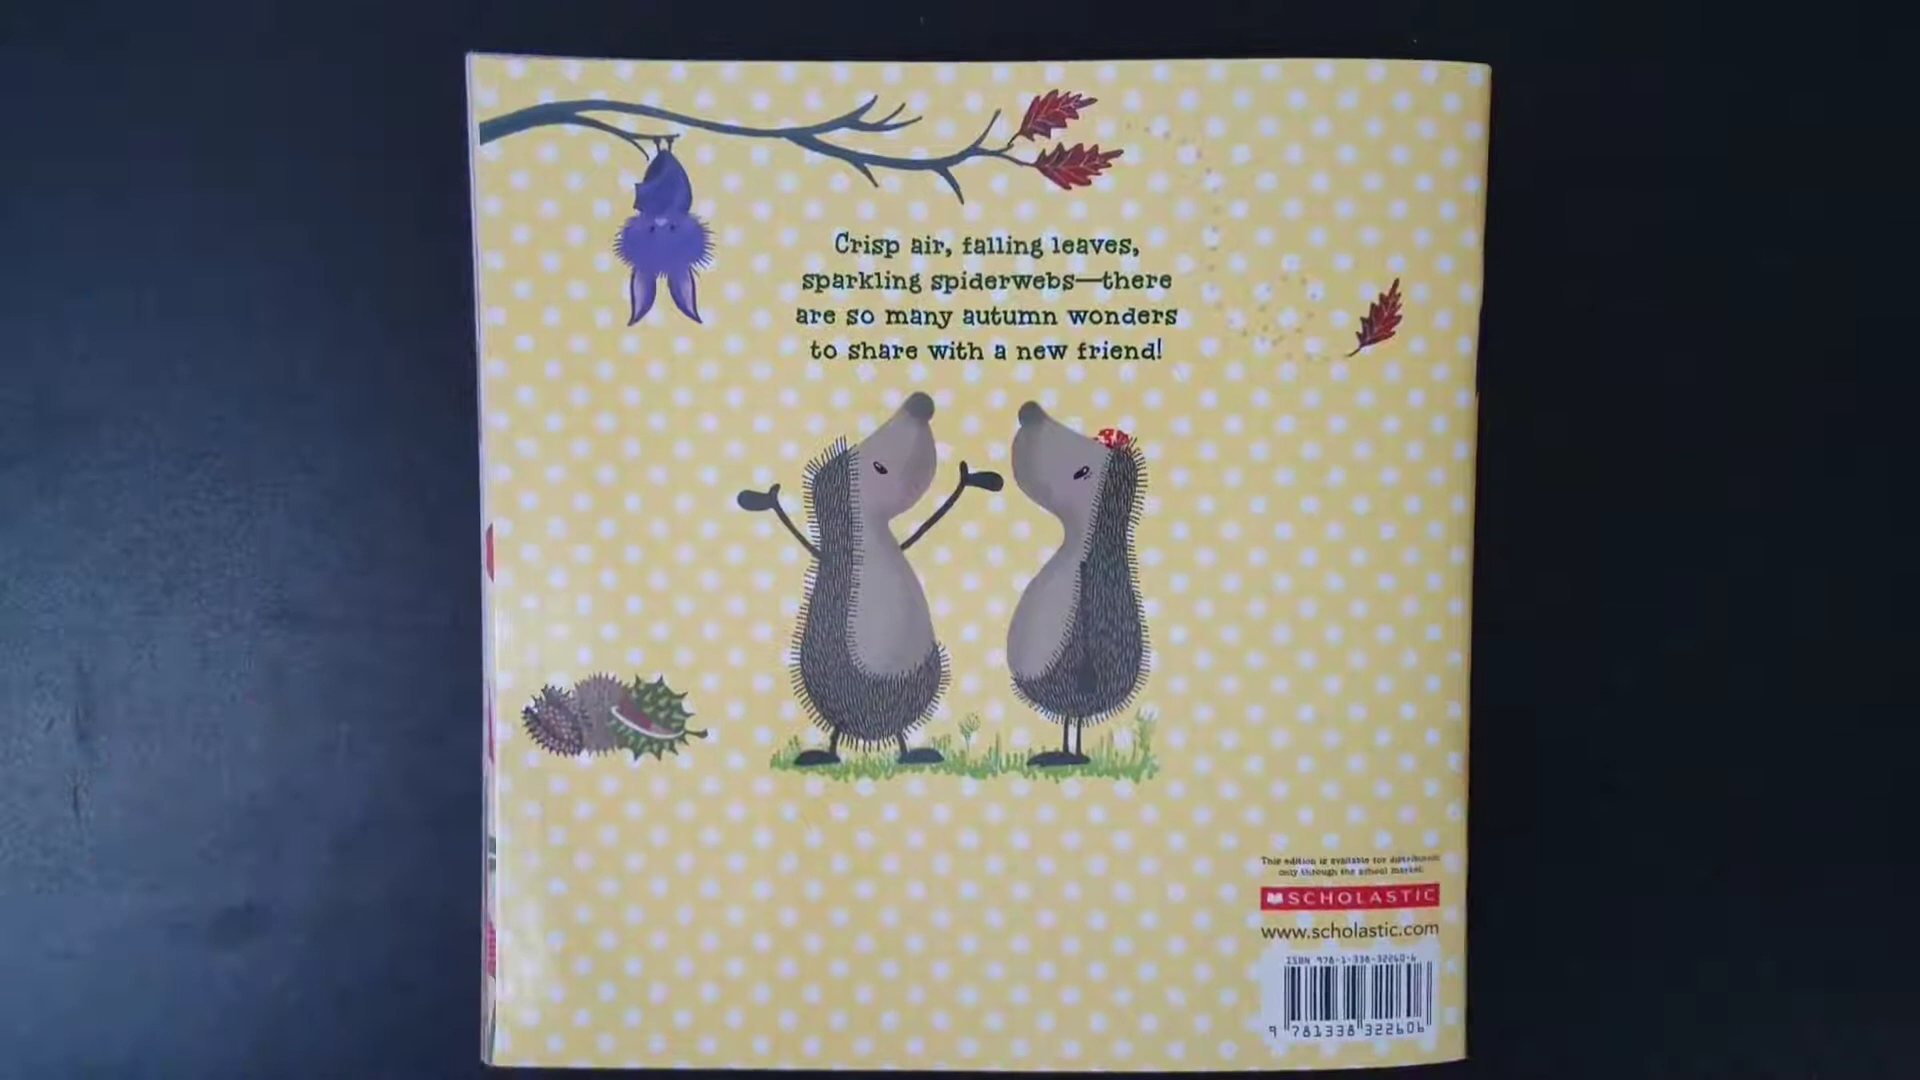 Crisp air, falling leaves,
sparkling spiderwebs—there
are so many autumn wonders
to share with a new friend!
This edition is available for distribution
only through the school market.
SCHOLASTIC
www.scholastic.com
ISBN 978-1-338-32260-6
9 781338 322606